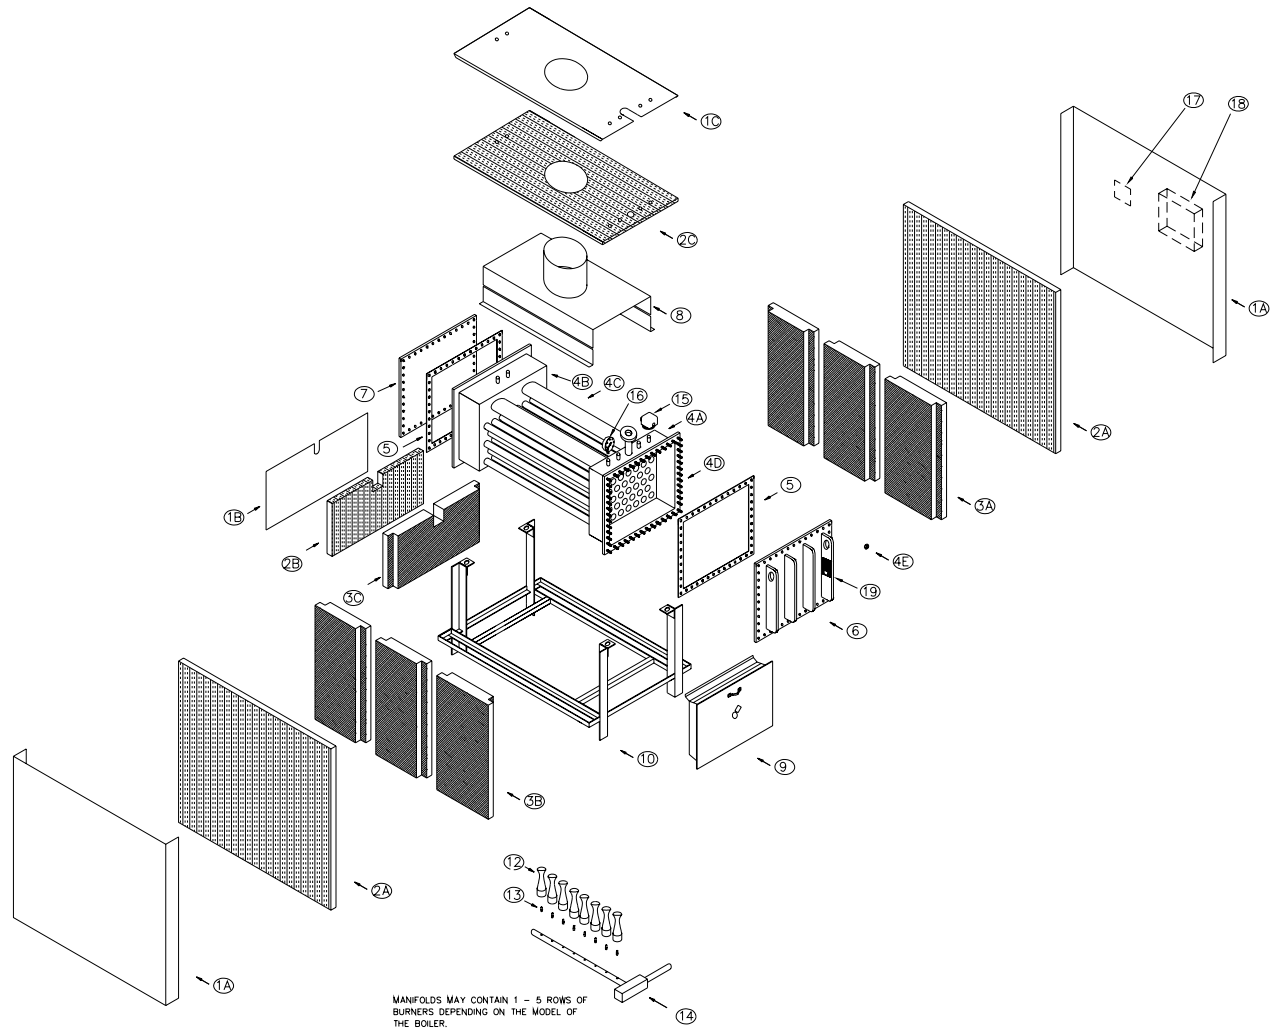 1C
17
18
2C
8
1A
7
4B
4C
16
15
4A
5
4D
5
2A
3A
1B
2B
3C
4E
19
6
10
9
3B
12
2A
13
1A
14
MANIFOLDS MAY CONTAIN 1 - 5 ROWS OF
BURNERS DEPENDING ON THE MODEL OF
THE BOILER.